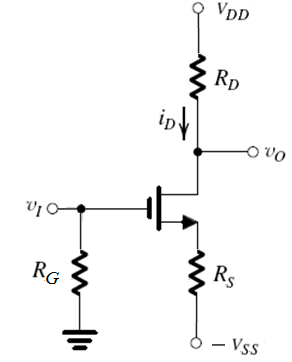 V_DD
R_D
i_D
v_O
v_I
R_G
R_S
-V_SS